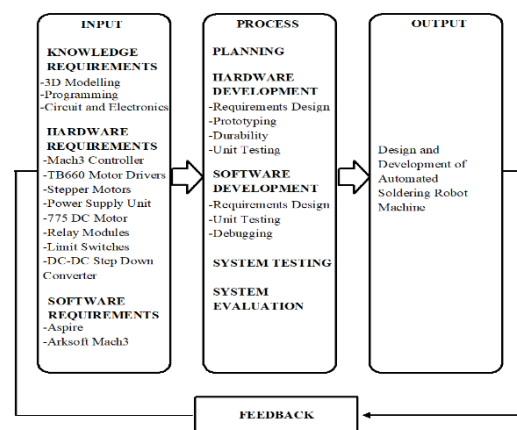 INPUT
KNOWLEDGE
REQUIREMENTS
-3D Modelling
-Programming
-Circuit and Electronics
HARDWARE
REQUIREMENTS
-Mach3 Controller
-TB660 Motor Drivers
-Stepper Motors
-Power Supply Unit
-775 DC Motor
-Relay Modules
-Limit Switches
-DC-DC Step Down
Converter
SOFTWARE
REQUIREMENTS
-Aspire
-Arksoft Mach3
PROCESS
PLANNING
HARDWARE
DEVELOPMENT
-Requirements Design
-Prototyping
-Durability
-Unit Testing
SOFTWARE
DEVELOPMENT
-Requirements Design
-Unit Testing
-Debugging
SYSTEM TESTING
SYSTEM
EVALUATION
OUTPUT
Design and
Development of
Automated
Soldering Robot
Machine
FEEDBACK